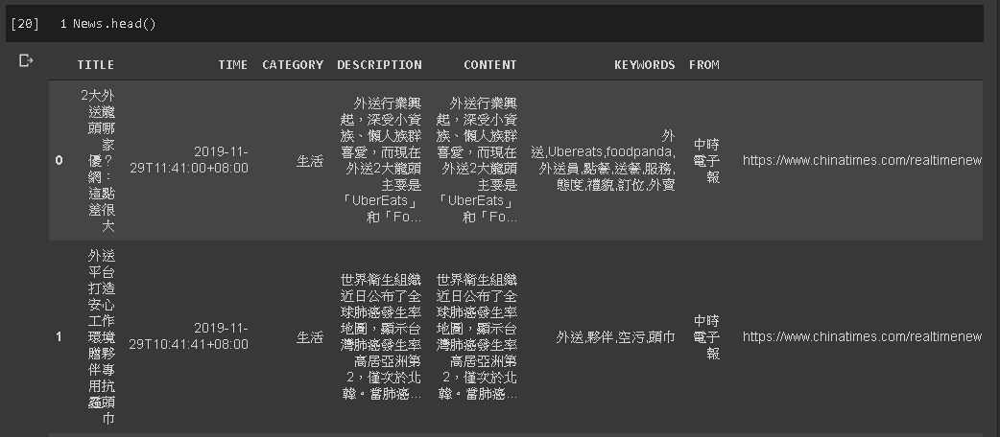 [20]
1 News.head()
TITLE TIME CATEGORY DESCRIPTION CONTENT KEYWORDS FROM
0
2大外
送龍
頭哪
家
優？
網：
這點
差很
大
2019-11-
29T11:41:00+08:00
生活
外送行業興
起，深受小資
族、懶人族群
喜愛，而現在
外送2大龍頭
主要是
「UberEats」
和「Fo...
外送行業興
起，深受小資
族、懶人族群
喜愛，而現在
外送2大龍頭
主要是
「UberEats」
和「Fo...
外
送,Ubereats,foodpanda,
外送員,點餐,送餐,服務,
態度,禮貌,訂位,外賣
中時
電子
報
https://www.chinatimes.com/realtimenew
1
外送
平台
打造
安心
工作
環境
贈夥
伴專
用抗
霾頭
巾
2019-11-
29T10:41:41+08:00
生活
世界衛生組織
近日公布了全
球肺癌發生率
地圖，顯示台
灣肺癌發生率
高居亞洲第
2，僅次於北
韓。當肺癌...
世界衛生組織
近日公布了全
球肺癌發生率
地圖，顯示台
灣肺癌發生率
高居亞洲第
2，僅次於北
韓。當肺癌...
外送,夥伴,空污,頭巾
中時
電子
報
https://www.chinatimes.com/realtimenew